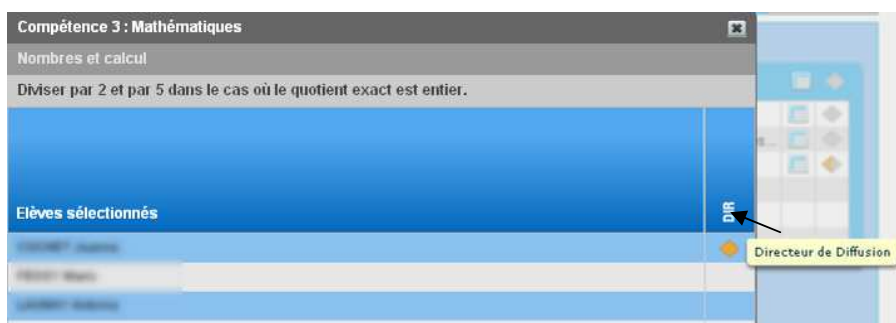 Compétence 3 : Mathématiques
Nombres et calcul
Diviser par 2 et par 5 dans le cas où le quotient exact est entier.
Elèves sélectionnés
DIR
Directeur de Diffusion